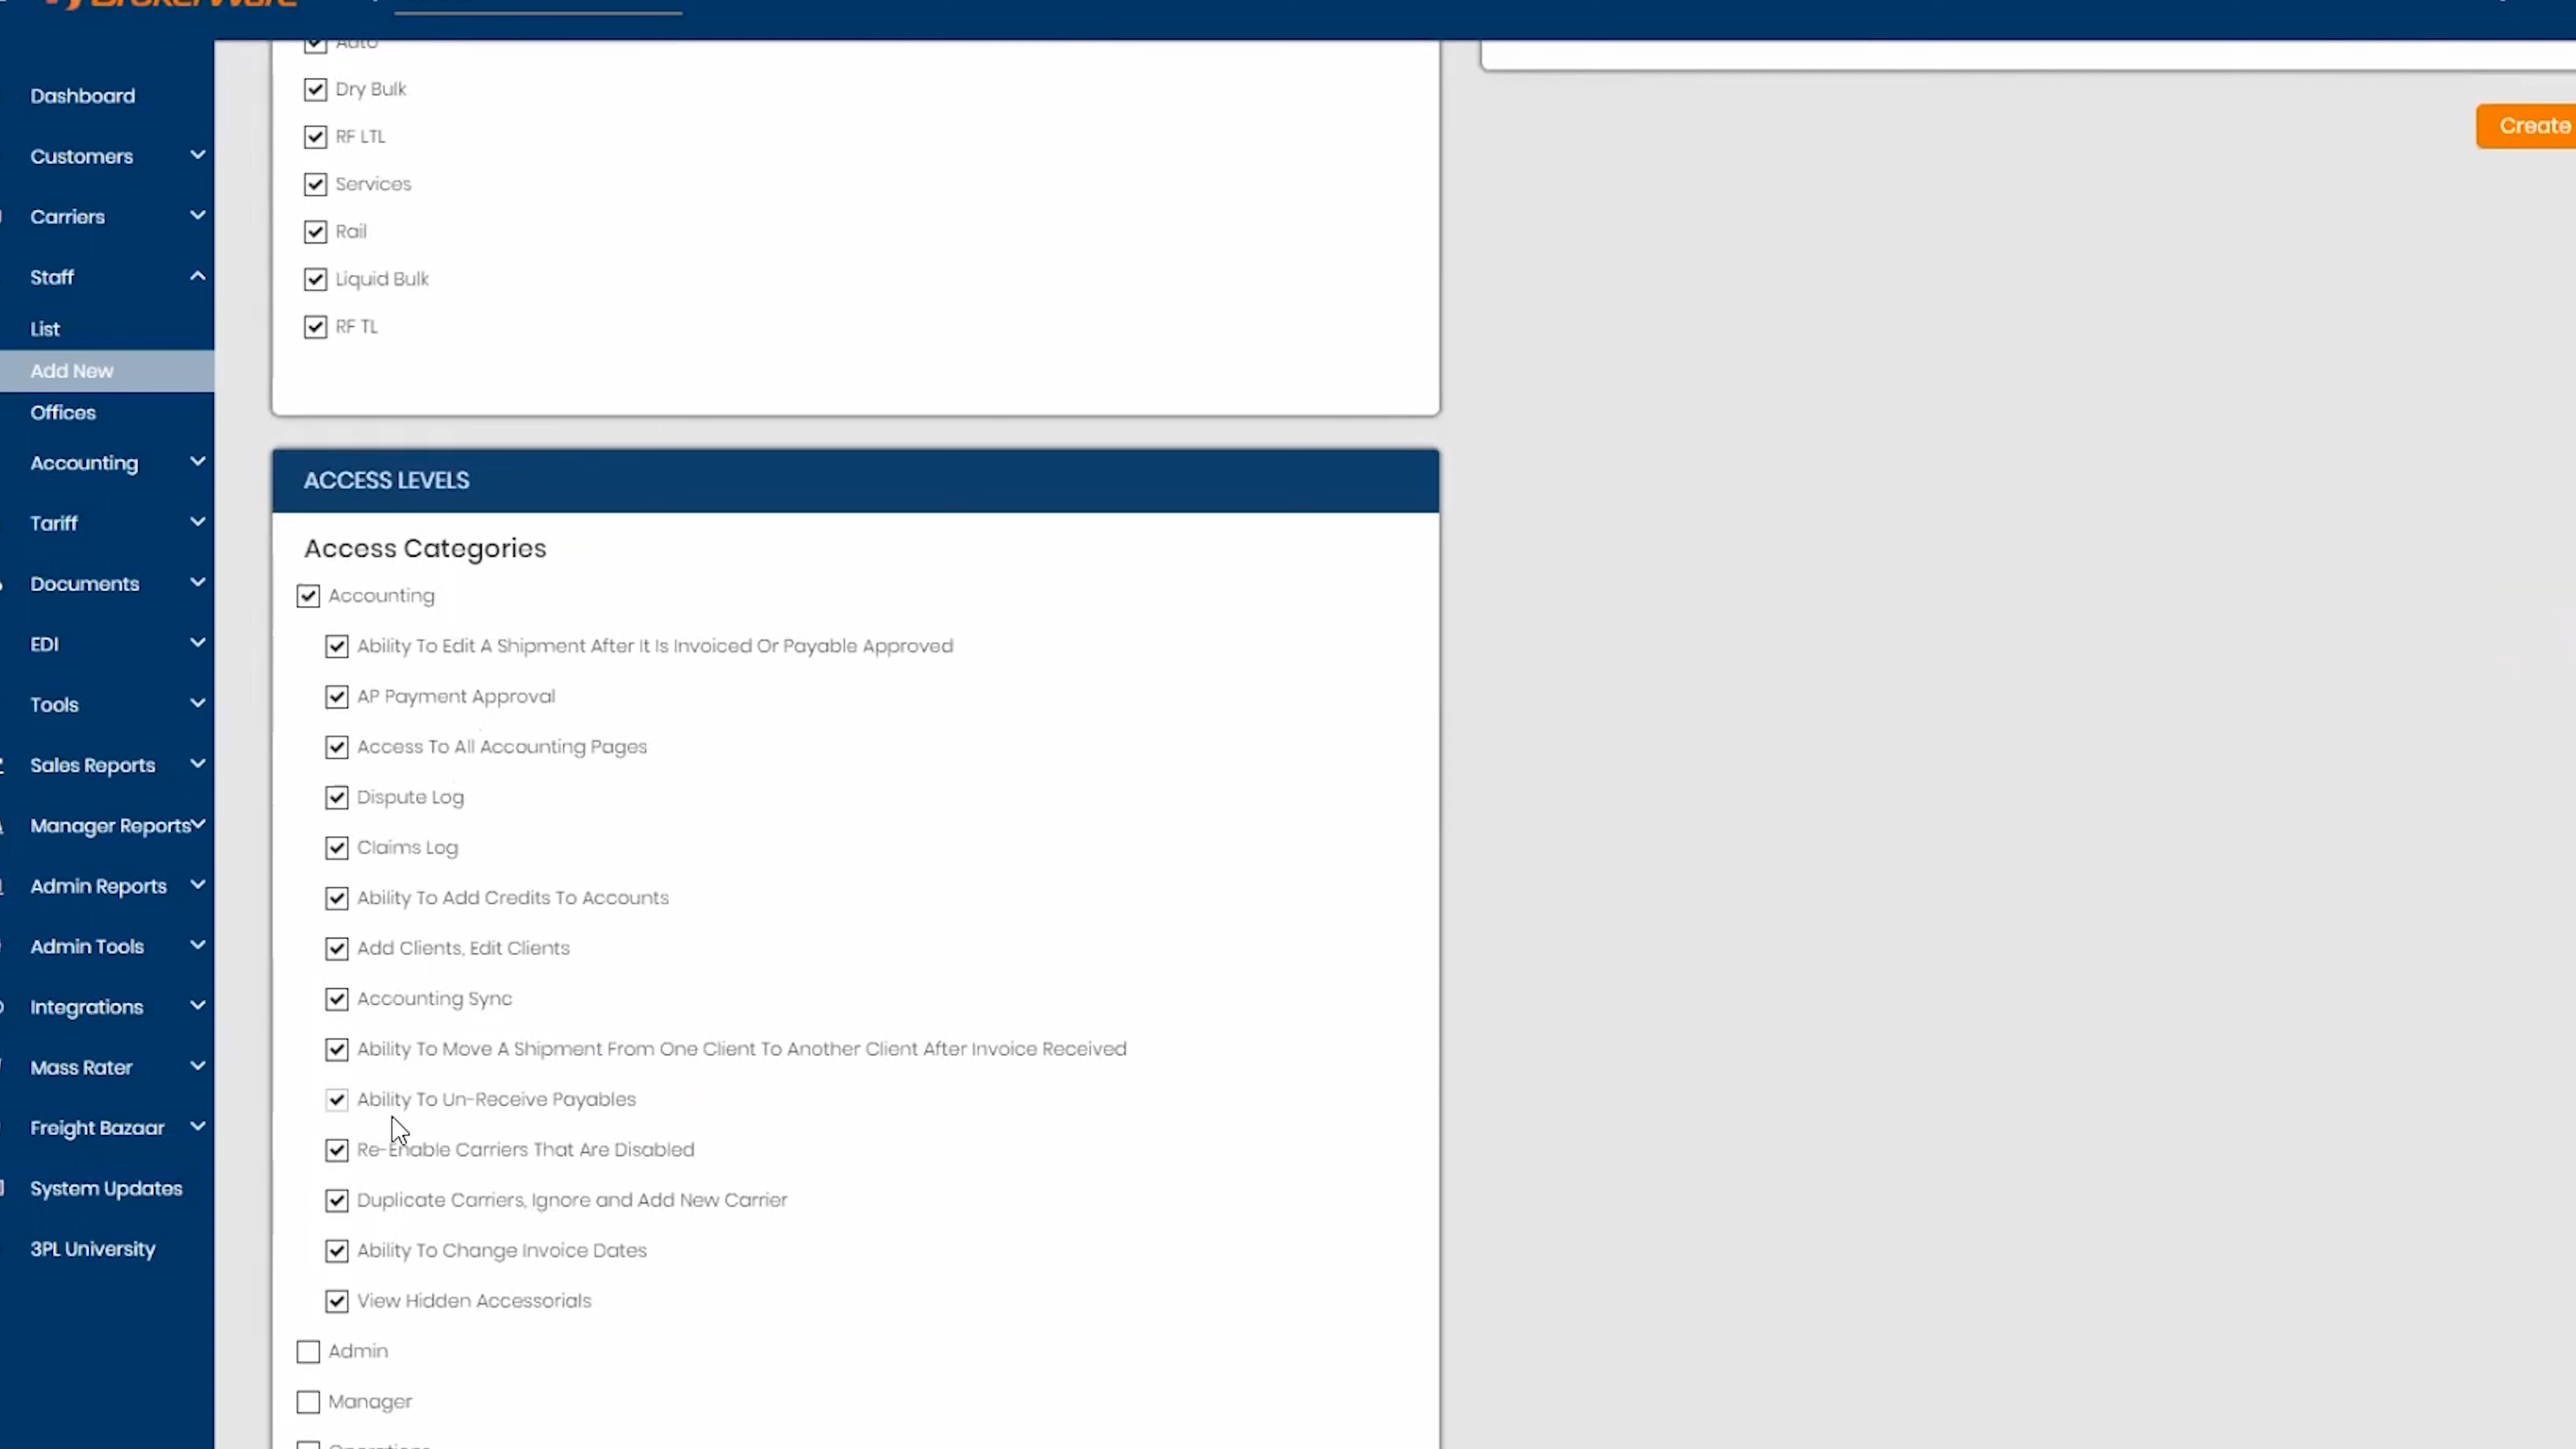 BrokerWare
Dashboard
Customers
Carriers
Staff
List
Add New
Offices
Accounting
Tariff
Documents
EDI
Tools
Sales Reports
Manager Reports
Admin Reports
Admin Tools
Integrations
Mass Rater
Freight Bazaar
System Updates
3PL University
Auto
Dry Bulk
RF LTL
Services
Rail
Liquid Bulk
RF TL
ACCESS LEVELS
Access Categories
Accounting
Ability To Edit A Shipment After It Is Invoiced Or Payable Approved
AP Payment Approval
Access To All Accounting Pages
Dispute Log
Claims Log
Ability To Add Credits To Accounts
Add Clients, Edit Clients
Accounting Sync
Ability To Move A Shipment From One Client To Another Client After Invoice Received
Ability To Un-Receive Payables
Re-Enable Carriers That Are Disabled
Duplicate Carriers, Ignore and Add New Carrier
Ability To Change Invoice Dates
View Hidden Accessorials
Admin
Manager
Operations
Create